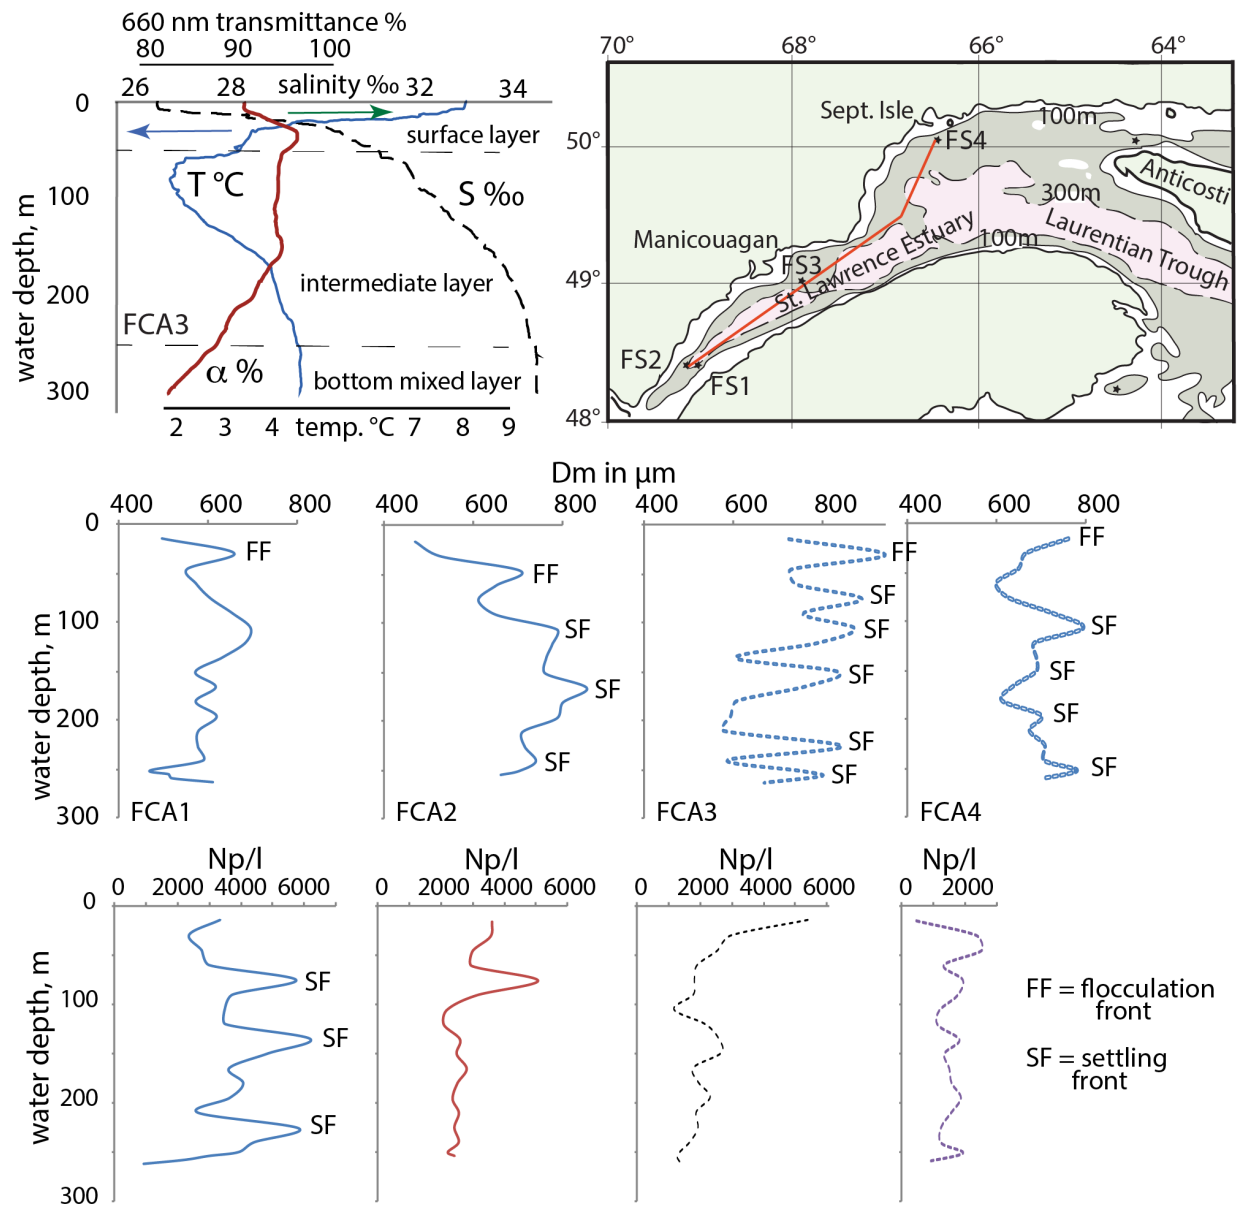 660 nm transmittance %
80 90 100
26 28 salinity ‰ 32 34
0
surface layer
T °C
100
S ‰
water depth, m
200
intermediate layer
FCA3
α %
bottom mixed layer
300
2 3 4 temp. °C 7 8 9
70° 68° 66° 64°
Sept. Isle
100m
50°
FS4
Anticosti
300m
Manicouagan
100m
Laurentian Trough
FS3
St. Lawrence Estuary
49°
FS2
FS1
48°
Dm in μm
400 600 800
400 600 800
400 600 800
400 600 800
0
100
200
300
water depth, m
FF
FCA1
FF
SF
SF
SF
FCA2
FF
SF
SF
SF
SF
SF
FCA3
FF
SF
SF
SF
SF
FCA4
Np/l
Np/l
Np/l
Np/l
0 2000 4000 6000
0 2000 4000 6000
0 2000 4000 6000
0 2000
0
100
200
300
water depth, m
SF
SF
SF
FF = flocculation
front
SF = settling
front